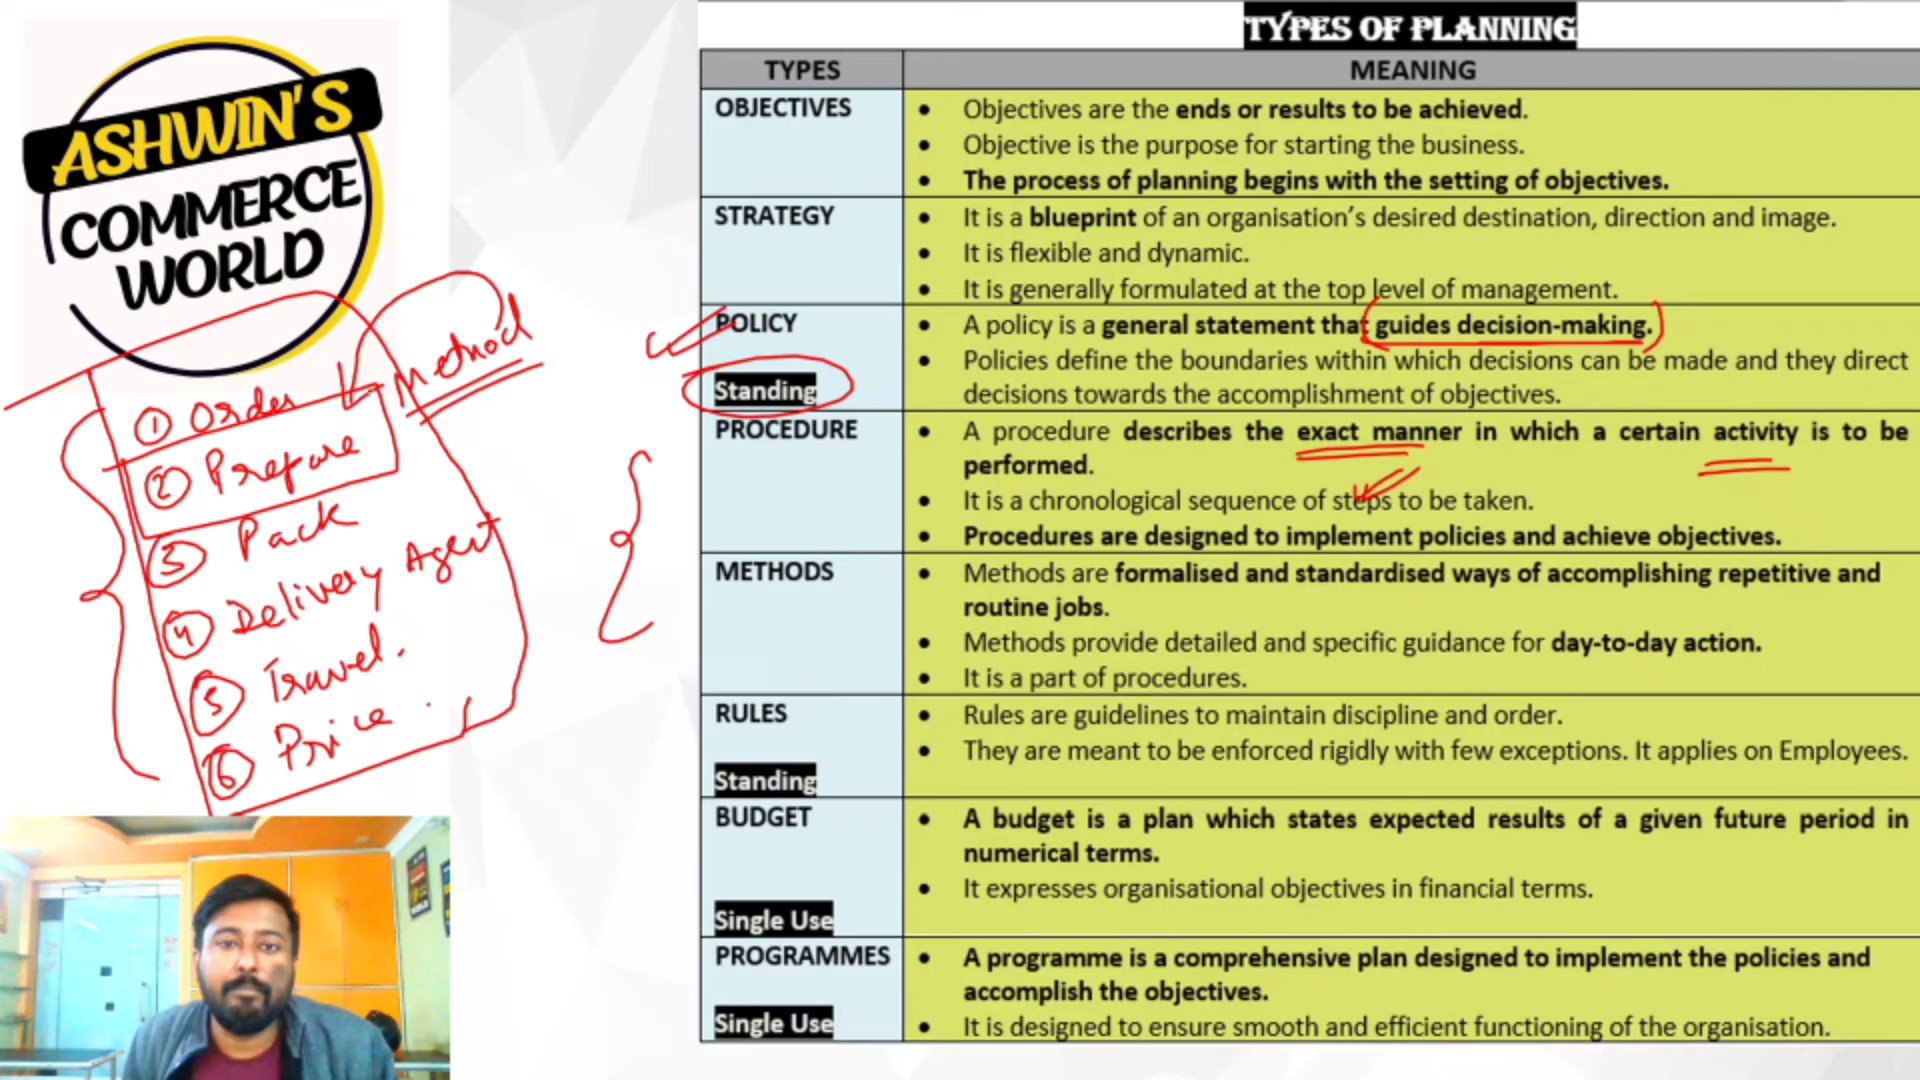 ASHWIN'S
COMMERCE
WORLD
Method
① Order
② Prepare
③ Pack
④ Delivery Agent
⑤ Travel.
⑥ Price
TYPES OF PLANNING
TYPES MEANING
OBJECTIVES
• Objectives are the ends or results to be achieved.
• Objective is the purpose for starting the business.
• The process of planning begins with the setting of objectives.
STRATEGY
• It is a blueprint of an organisation's desired destination, direction and image.
• It is flexible and dynamic.
• It is generally formulated at the top level of management.
POLICY
Standing
• A policy is a general statement that guides decision-making.
• Policies define the boundaries within which decisions can be made and they direct
decisions towards the accomplishment of objectives.
PROCEDURE
• A procedure describes the exact manner in which a certain activity is to be
performed.
• It is a chronological sequence of steps to be taken.
• Procedures are designed to implement policies and achieve objectives.
METHODS
• Methods are formalised and standardised ways of accomplishing repetitive and
routine jobs.
• Methods provide detailed and specific guidance for day-to-day action.
• It is a part of procedures.
RULES
Standing
• Rules are guidelines to maintain discipline and order.
• They are meant to be enforced rigidly with few exceptions. It applies on Employees.
BUDGET
Single Use
• A budget is a plan which states expected results of a given future period in
numerical terms.
• It expresses organisational objectives in financial terms.
PROGRAMMES
Single Use
• A programme is a comprehensive plan designed to implement the policies and
accomplish the objectives.
• It is designed to ensure smooth and efficient functioning of the organisation.